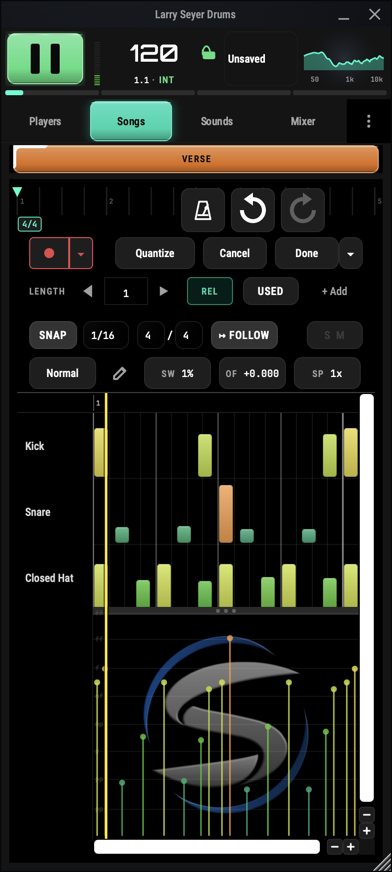 Larry Seyer Drums
120
1.1 · INT
Unsaved
50 1k 10k
Players Songs Sounds Mixer
VERSE
1 2 5
4/4
Quantize Cancel Done
LENGTH 1 REL USED + Add
SNAP 1/16 4 / 4 ↦ FOLLOW S M
Normal SW 1% OF +0.000 SP 1x
1
Kick
Snare
Closed Hat